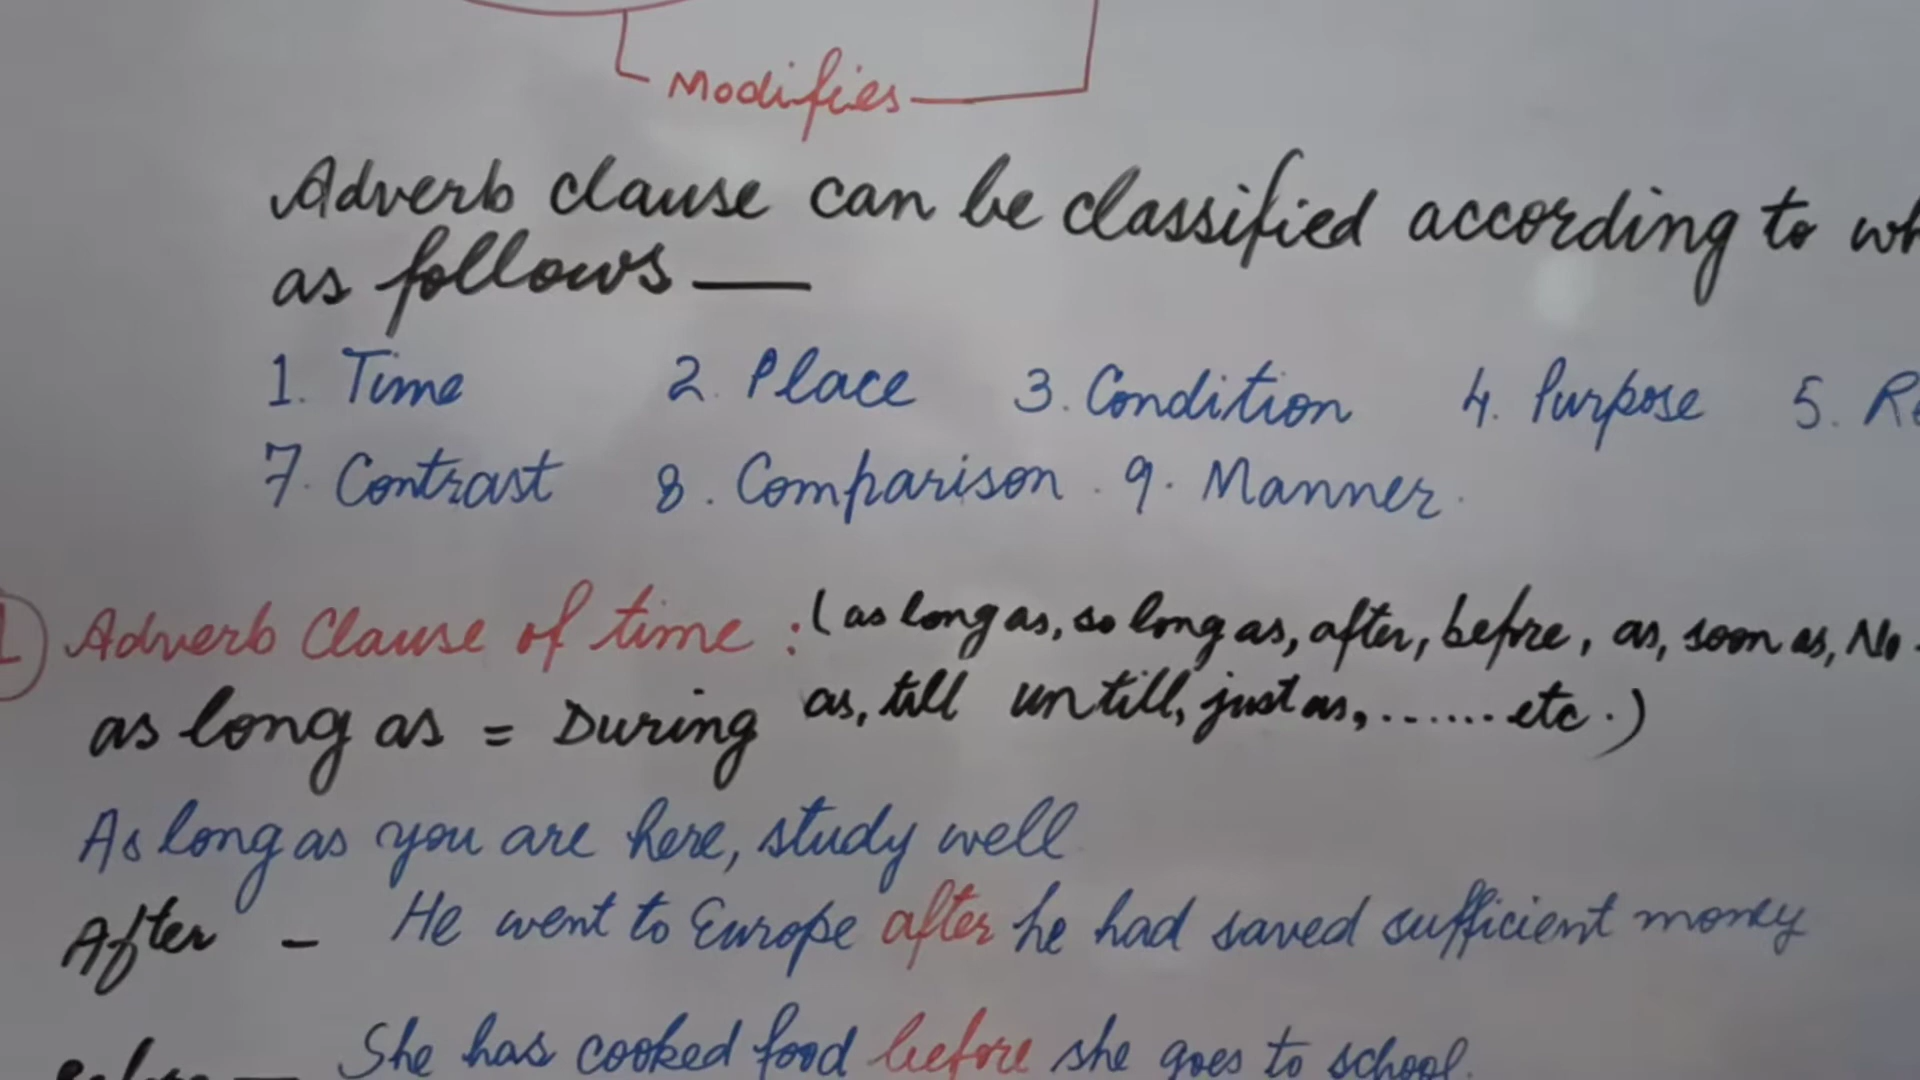 Modifies
Adverb clause can be classified according to
as follows —
1. Time 2. Place 3. Condition 4. Purpose 5.
7. Contrast 8. Comparison . 9. Manner.
1 Adverb Clause of time : (as long as, so long as, after, before, as, soon as, No
as, till untill, just as, ....... etc.)
as long as = During
As long as you are here, study well
After – He went to Europe after he had saved sufficient money
She has cooked food before she goes to school.